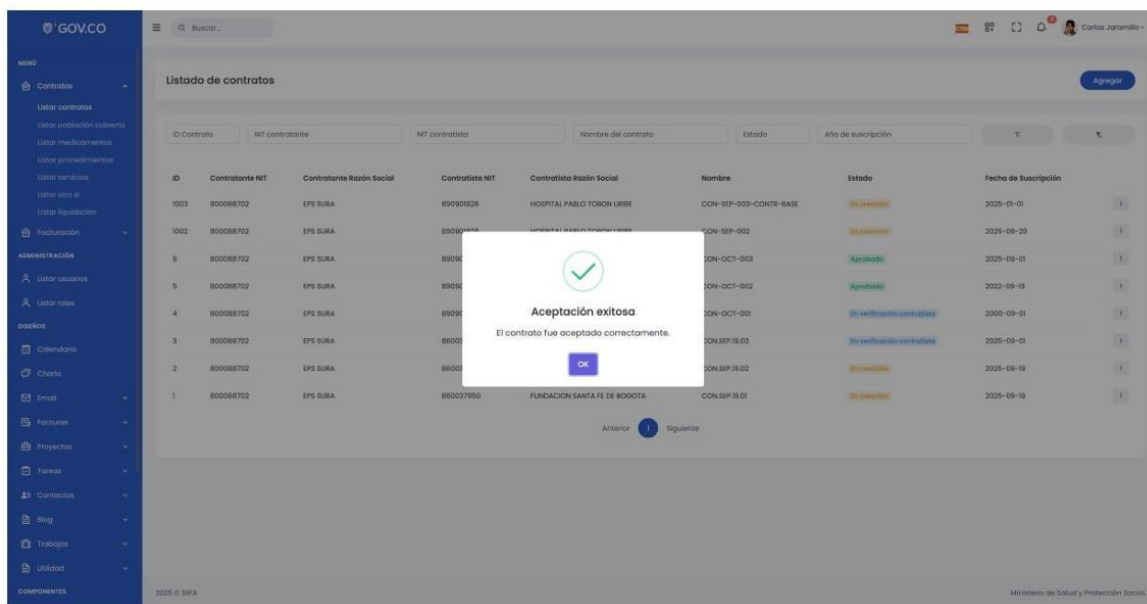 GOV.CO
Buscar...
Carlos Jaramillo
MENÚ
Contratos
Listar contratos
Listar población cubierta
Listar medicamentos
Listar procedimientos
Listar servicios
Listar otro si
Listar liquidación
Facturación
ADMINISTRACIÓN
Listar usuarios
Listar roles
DISEÑOS
Calendario
Charla
Email
Facturas
Proyectos
Tareas
Contactos
Blog
Trabajos
Utilidad
COMPONENTES
Listado de contratos
Agregar
ID Contrato NIT contratante NIT contratista Nombre del contrato Estado Año de suscripción
ID Contratante NIT Contratante Razón Social Contratista NIT Contratista Razón Social Nombre Estado Fecha de Suscripción
1003 800088702 EPS SURA 890901826 HOSPITAL PABLO TOBON URIBE CON-SEP-003-CONTR-BASE En creación 2025-01-01
1002 800088702 EPS SURA 890901826 HOSPITAL PABLO TOBON URIBE CON-SEP-002 En creación 2025-09-29
6 800088702 EPS SURA CON-OCT-003 Aprobado 2025-09-01
5 800088702 EPS SURA CON-OCT-002 Aprobado 2022-09-19
4 800088702 EPS SURA CON-OCT-001 En verificación contratista 2000-09-01
3 800088702 EPS SURA CON.SEP.19.03 En verificación contratista 2025-09-01
2 800088702 EPS SURA CON.SEP.19.02 En creación 2025-09-19
1 800088702 EPS SURA 860037950 FUNDACION SANTA FE DE BOGOTA CON.SEP.19.01 En creación 2025-09-19
Aceptación exitosa
El contrato fue aceptado correctamente.
OK
Anterior 1 Siguiente
2025 © SIIFA
Ministerio de Salud y Protección Social